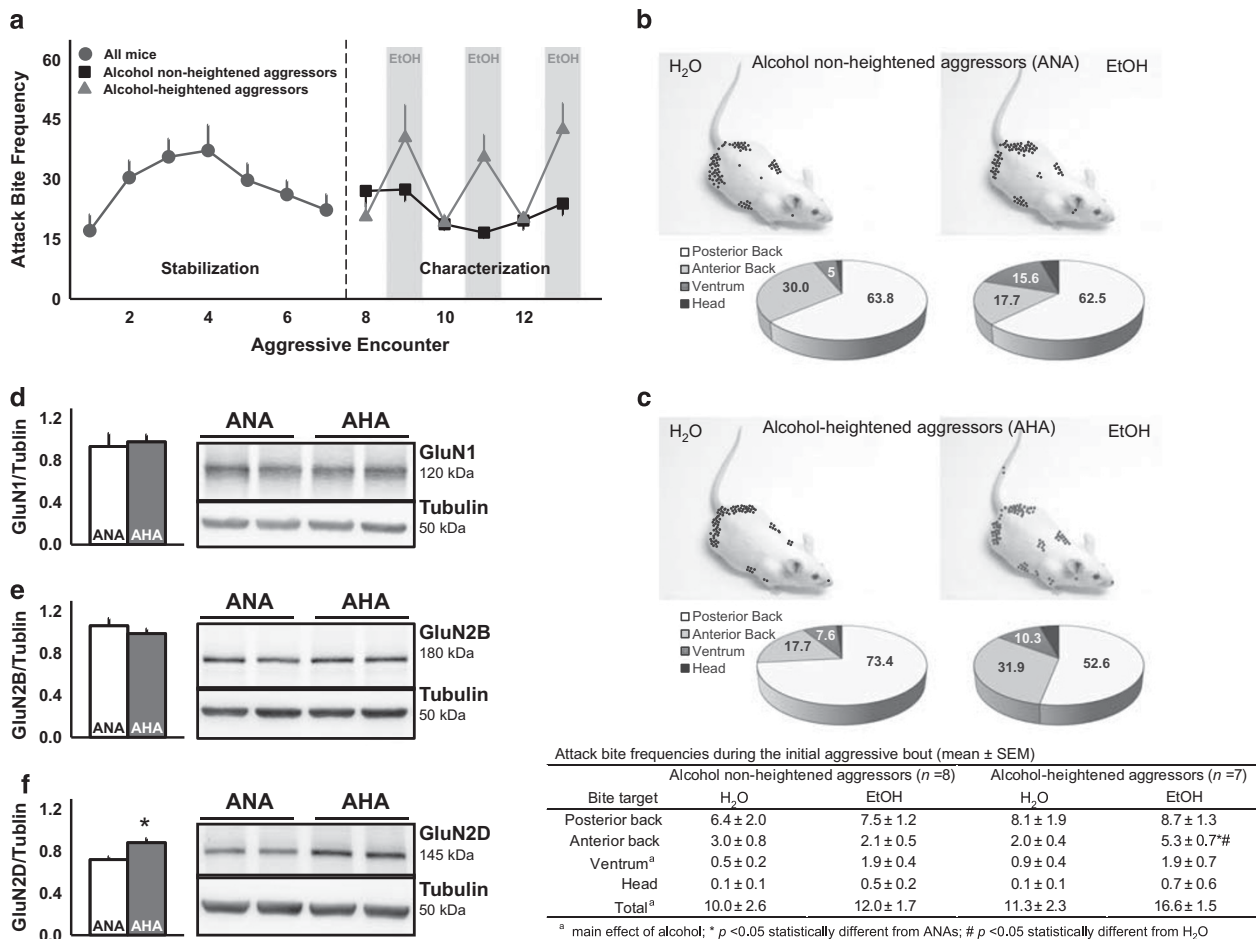 a
Attack Bite Frequency
60
45
30
15
0
All mice
Alcohol non-heightened aggressors
Alcohol-heightened aggressors
EtOH
EtOH
EtOH
Stabilization
Characterization
2 4 6 8 10 12
Aggressive Encounter
b
H₂O
Alcohol non-heightened aggressors (ANA)
EtOH
Posterior Back
Anterior Back
Ventrum
Head
30.0
5
63.8
15.6
17.7
62.5
c
H₂O
Alcohol-heightened aggressors (AHA)
EtOH
Posterior Back
Anterior Back
Ventrum
Head
17.7
7.6
73.4
10.3
31.9
52.6
d
GluN1/Tublin
1.2
0.8
0.4
0.0
ANA
AHA
ANA
AHA
GluN1
120 kDa
Tubulin
50 kDa
e
GluN2B/Tublin
1.2
0.8
0.4
0.0
ANA
AHA
ANA
AHA
GluN2B
180 kDa
Tubulin
50 kDa
f
GluN2D/Tublin
1.2
0.8
0.4
0.0
*
ANA
AHA
ANA
AHA
GluN2D
145 kDa
Tubulin
50 kDa
Attack bite frequencies during the initial aggressive bout (mean ± SEM)
Alcohol non-heightened aggressors (n =8) Alcohol-heightened aggressors (n =7)
Bite target H₂O EtOH H₂O EtOH
Posterior back 6.4 ± 2.0 7.5 ± 1.2 8.1 ± 1.9 8.7 ± 1.3
Anterior back 3.0 ± 0.8 2.1 ± 0.5 2.0 ± 0.4 5.3 ± 0.7*#
Ventrumᵃ 0.5 ± 0.2 1.9 ± 0.4 0.9 ± 0.4 1.9 ± 0.7
Head 0.1 ± 0.1 0.5 ± 0.2 0.1 ± 0.1 0.7 ± 0.6
Totalᵃ 10.0 ± 2.6 12.0 ± 1.7 11.3 ± 2.3 16.6 ± 1.5
ᵃ main effect of alcohol; * p <0.05 statistically different from ANAs; # p <0.05 statistically different from H₂O